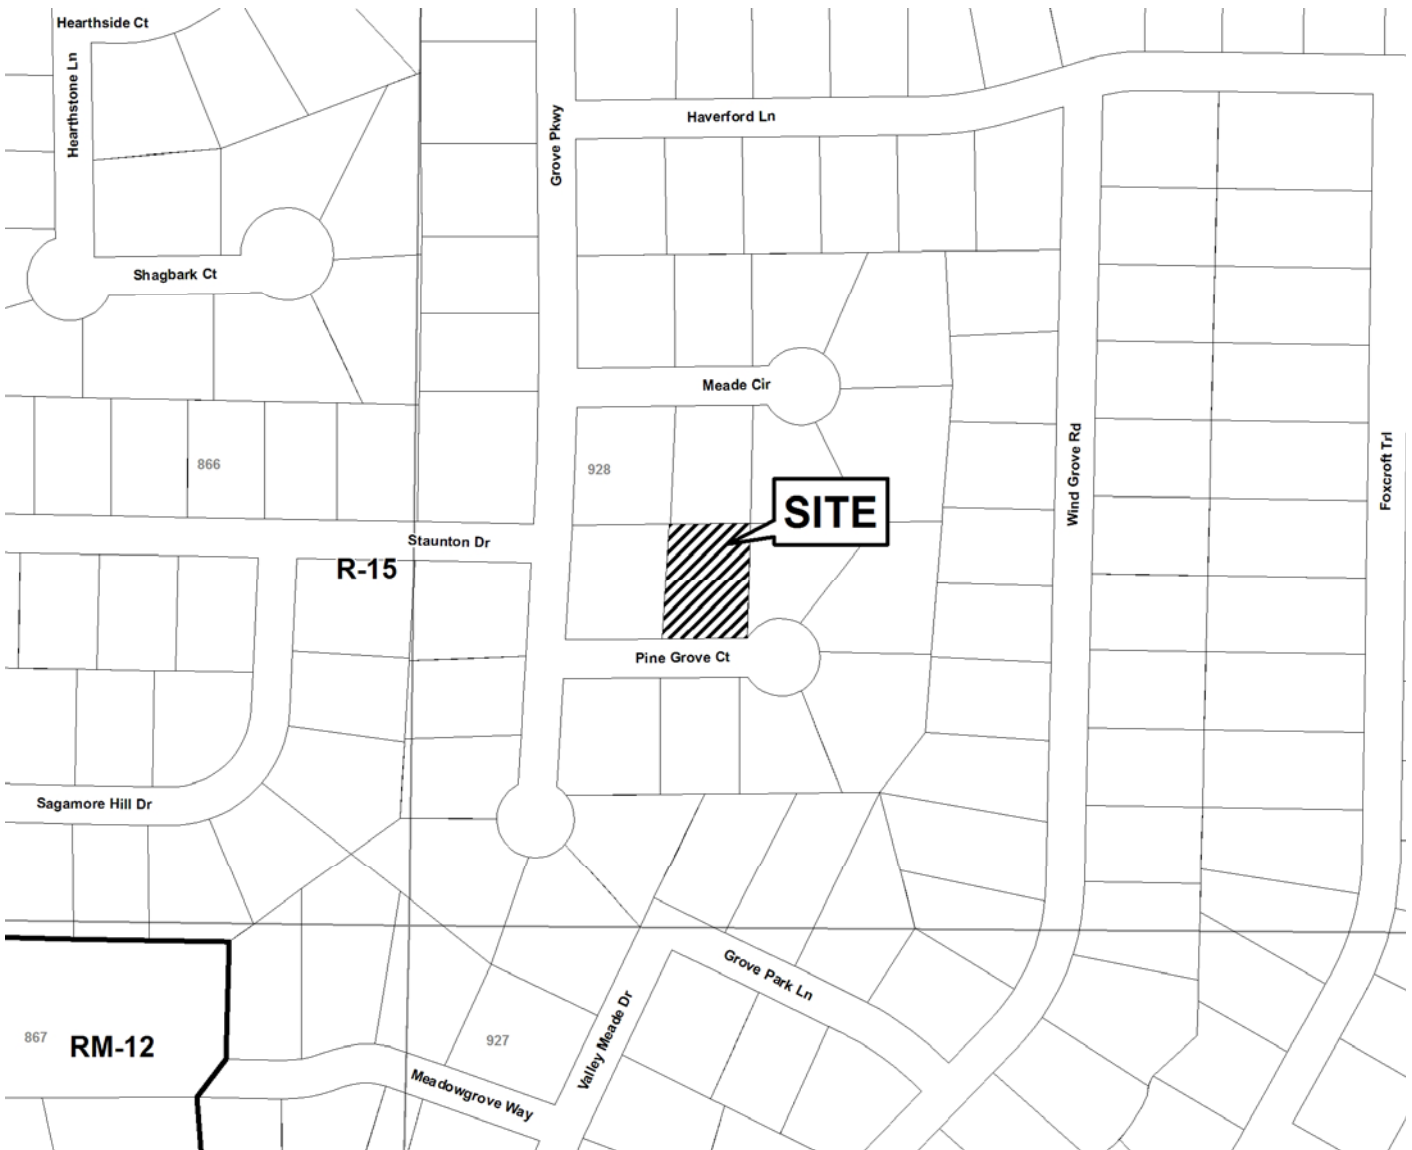 Hearthside Ct
Hearthstone Ln
Grove Pkwy
Haverford Ln
Shagbark Ct
Meade Cir
866
928
Wind Grove Rd
Foxcroft Trl
SITE
Staunton Dr
R-15
Pine Grove Ct
Sagamore Hill Dr
Grove Park Ln
867
RM-12
927
Valley Meade Dr
Meadowgrove Way